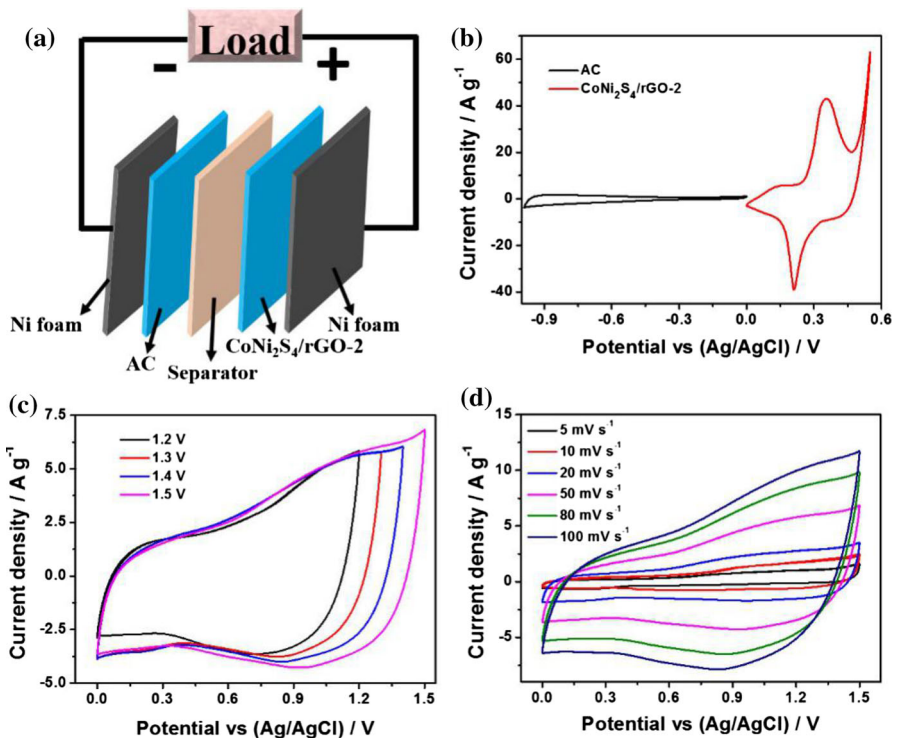 (a)
Load
- +
Ni foam
AC
Separator
CoNi₂S₄/rGO-2
Ni foam
(b)
Current density / A g⁻¹
60
40
20
0
-20
-40
AC
CoNi₂S₄/rGO-2
-0.9 -0.6 -0.3 0.0 0.3 0.6
Potential vs (Ag/AgCl) / V
(c)
Current density / A g⁻¹
7.5
5.0
2.5
0.0
-2.5
-5.0
1.2 V
1.3 V
1.4 V
1.5 V
0.0 0.3 0.6 0.9 1.2 1.5
Potential vs (Ag/AgCl) / V
(d)
Current density / A g⁻¹
15
10
5
0
-5
5 mV s⁻¹
10 mV s⁻¹
20 mV s⁻¹
50 mV s⁻¹
80 mV s⁻¹
100 mV s⁻¹
0.0 0.3 0.6 0.9 1.2 1.5
Potential vs (Ag/AgCl) / V